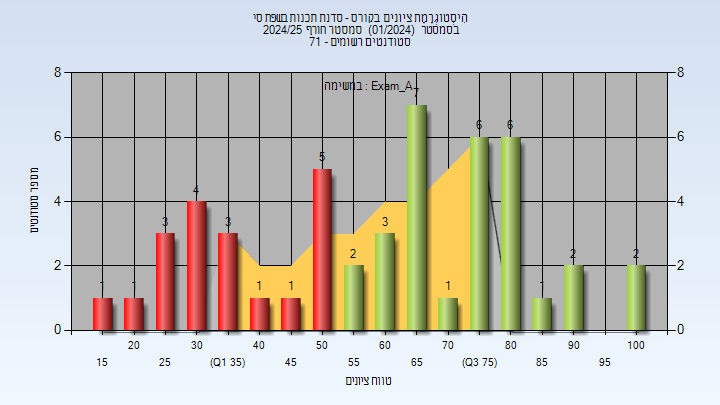 היסטוגרמת ציונים בקורס - סדנת תכנות בשפת סי
בסמסטר (01/2024) סמסטר חורף 2024/25
סטודנטים רשומים - 71
במשימה : Exam_A
מספר סטודנטים
8 8
6 6
4 4
2 2
0 0
1 1 3 4 3 1 1 5 2 3 7 1 6 6 1 2 2
20 30 40 50 60 70 80 90 100
15 25 (Q1 35) 45 55 65 (Q3 75) 85 95
טווח ציונים